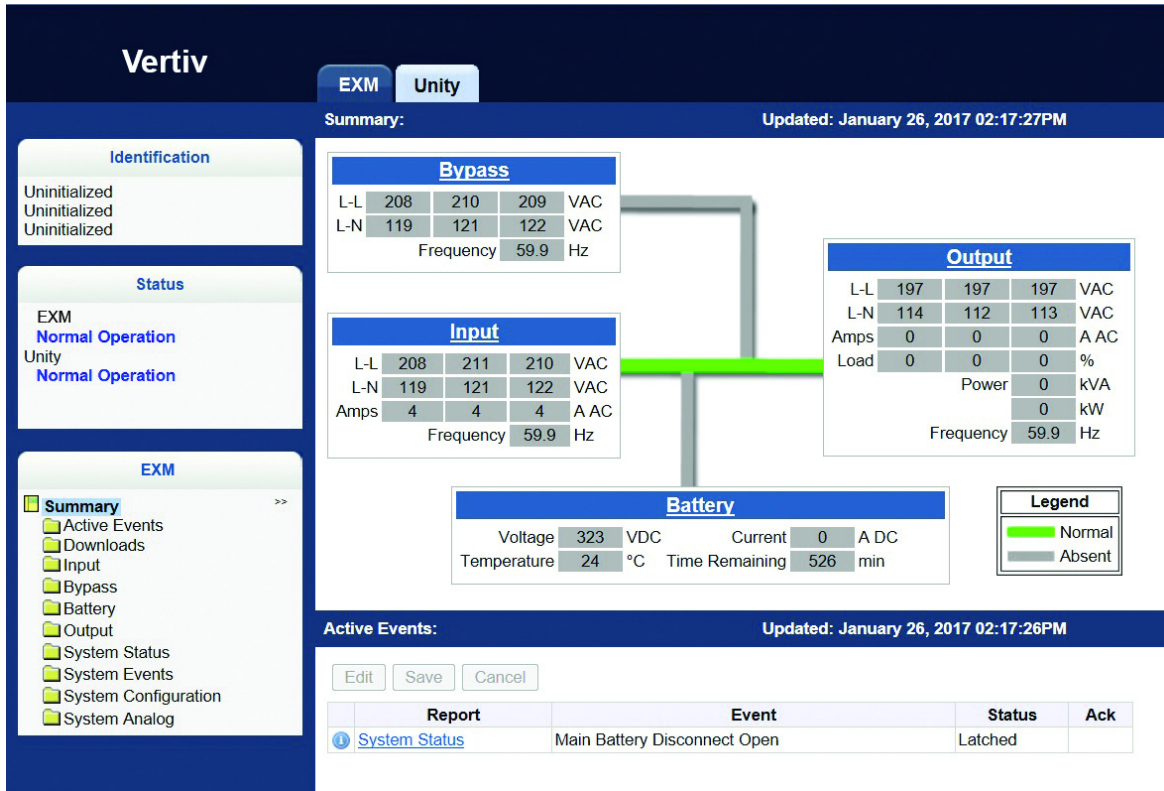 Vertiv
EXM Unity
Summary: Updated: January 26, 2017 02:17:27PM
Identification
Uninitialized
Uninitialized
Uninitialized
Status
EXM
Normal Operation
Unity
Normal Operation
EXM
Summary >>
Active Events
Downloads
Input
Bypass
Battery
Output
System Status
System Events
System Configuration
System Analog
Bypass
L-L 208 210 209 VAC
L-N 119 121 122 VAC
Frequency 59.9 Hz
Input
L-L 208 211 210 VAC
L-N 119 121 122 VAC
Amps 4 4 4 A AC
Frequency 59.9 Hz
Output
L-L 197 197 197 VAC
L-N 114 112 113 VAC
Amps 0 0 0 A AC
Load 0 0 0 %
Power 0 kVA
0 kW
Frequency 59.9 Hz
Battery
Voltage 323 VDC Current 0 A DC
Temperature 24 °C Time Remaining 526 min
Legend
Normal
Absent
Active Events: Updated: January 26, 2017 02:17:26PM
Edit Save Cancel
Report Event Status Ack
System Status Main Battery Disconnect Open Latched